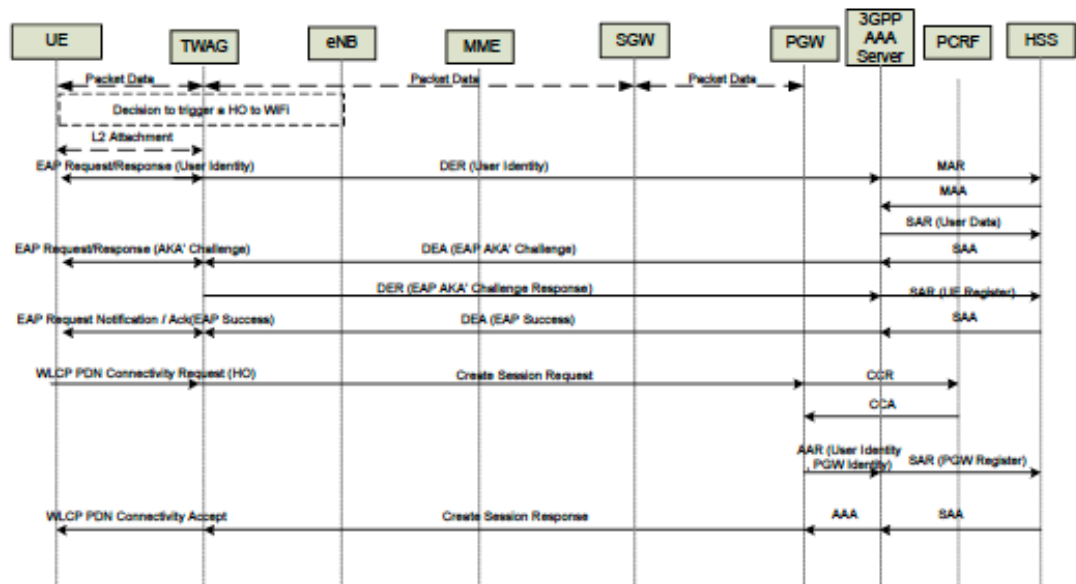 UE
TWAG
eNB
MME
SGW
PGW
3GPP
AAA
Server
PCRF
HSS
Packet Data
Packet Data
Packet Data
Decision to trigger a HO to WiFi
L2 Attachment
EAP Request/Response (User Identity)
DER (User Identity)
MAR
MAA
SAR (User Data)
EAP Request/Response (AKA' Challenge)
DEA (EAP AKA' Challenge)
SAA
DER (EAP AKA' Challenge Response)
SAR (UE Register)
EAP Request Notification / Ack(EAP Success)
DEA (EAP Success)
SAA
WLCP PDN Connectivity Request (HO)
Create Session Request
CCR
CCA
AAR (User Identity
, PGW Identity)
SAR (PGW Register)
WLCP PDN Connectivity Accept
Create Session Response
AAA
SAA